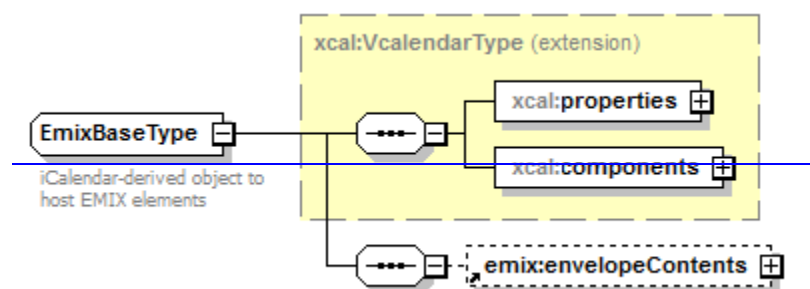 xcal:VcalendarType (extension)
xcal:properties
EmixBaseType
xcal:components
iCalendar-derived object to
host EMIX elements
emix:envelopeContents